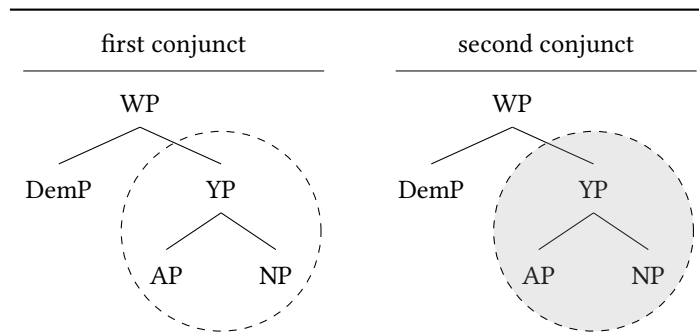 first conjunct second conjunct
WP WP
DemP YP DemP YP
AP NP AP NP